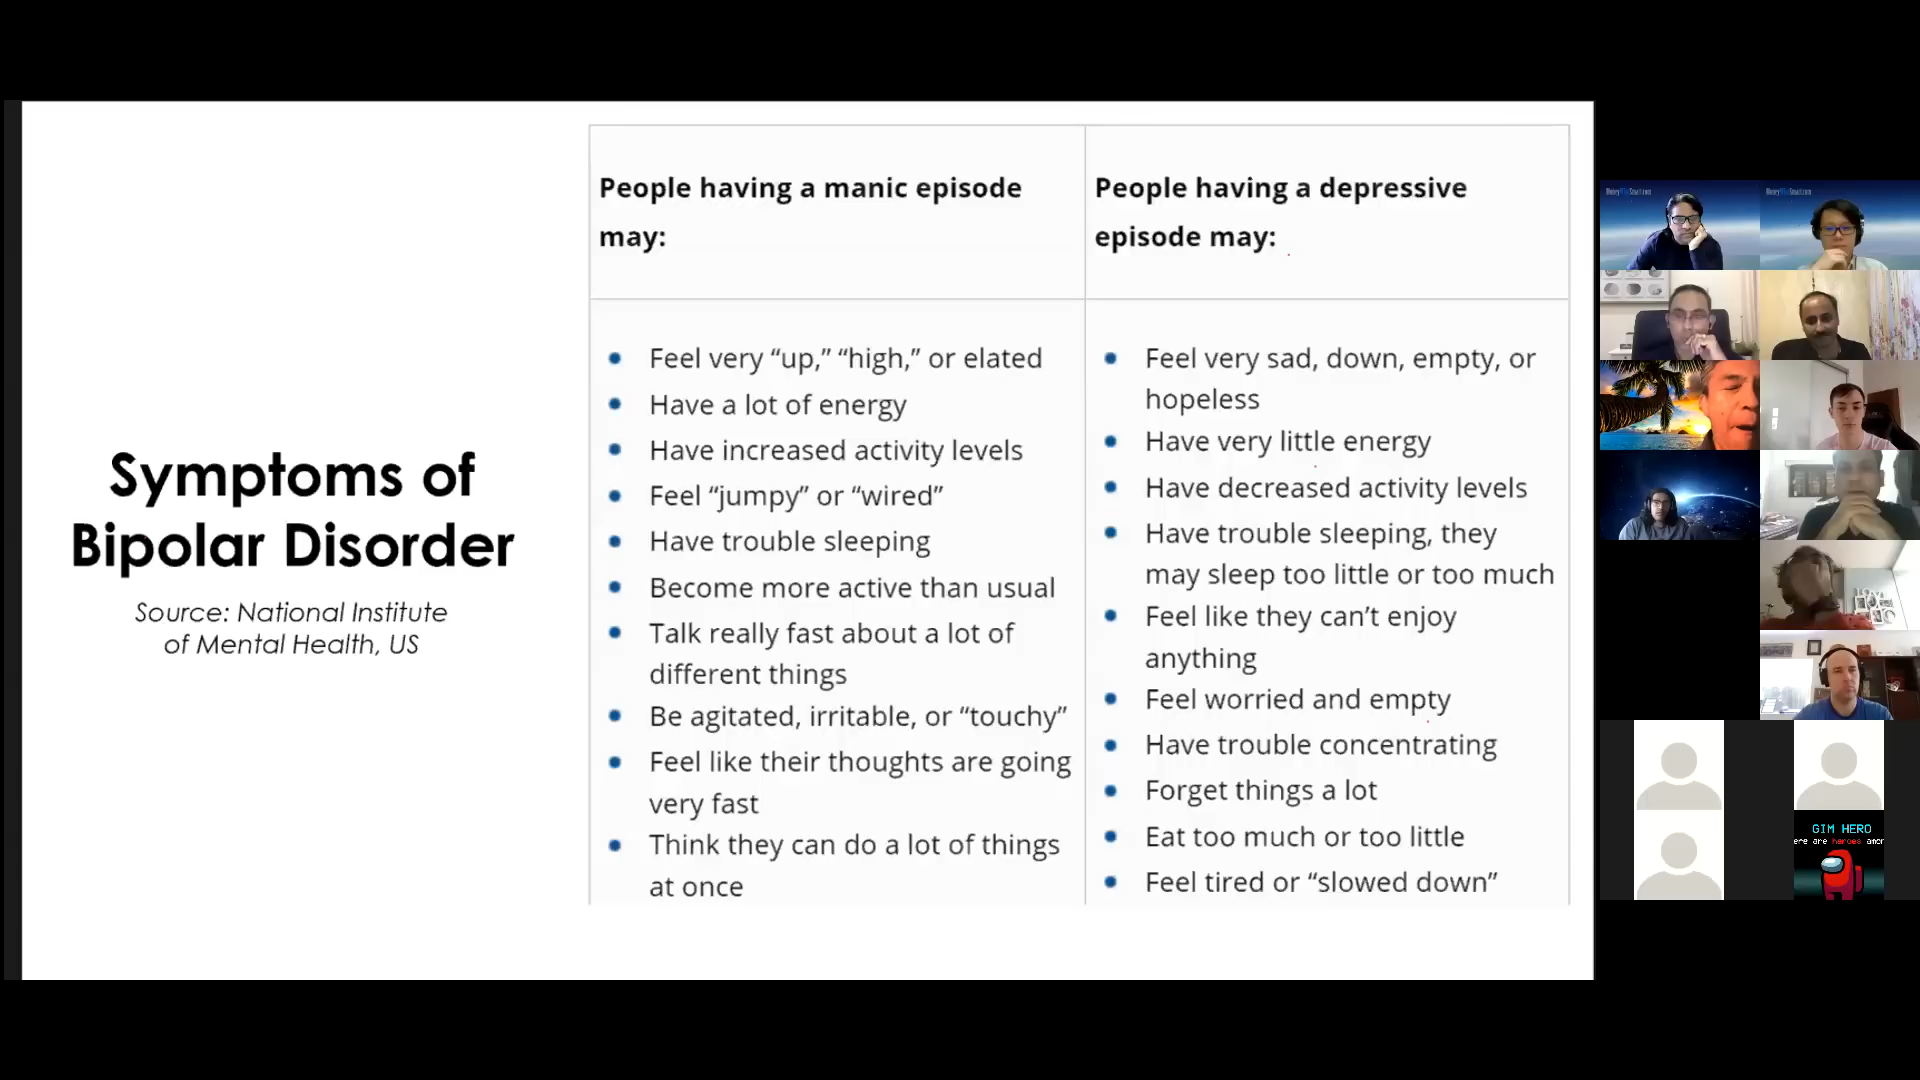 Symptoms of
Bipolar Disorder
Source: National Institute
of Mental Health, US
People having a manic episode
may:
Feel very “up,” “high,” or elated
Have a lot of energy
Have increased activity levels
Feel “jumpy” or “wired”
Have trouble sleeping
Become more active than usual
Talk really fast about a lot of
different things
Be agitated, irritable, or “touchy”
Feel like their thoughts are going
very fast
Think they can do a lot of things
at once
People having a depressive
episode may:
Feel very sad, down, empty, or
hopeless
Have very little energy
Have decreased activity levels
Have trouble sleeping, they
may sleep too little or too much
Feel like they can’t enjoy
anything
Feel worried and empty
Have trouble concentrating
Forget things a lot
Eat too much or too little
Feel tired or “slowed down”
GIM HERO
ere are heroes amor